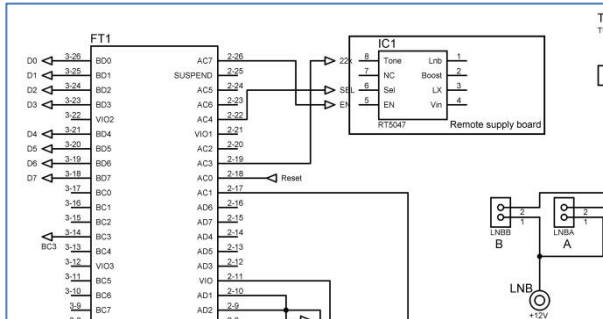 FT1
D0 3-26 BD0 AC7 2-26
D1 3-25 BD1 SUSPEND 2-25
D2 3-24 BD2 AC5 2-24
D3 3-23 BD3 AC6 2-23
3-22 VIO2 AC4 2-22
D4 3-21 BD4 VIO1 2-21
D5 3-20 BD5 AC2 2-20
D6 3-19 BD6 AC3 2-19
D7 3-18 BD7 AC0 2-18 Reset
3-17 BC0 AC1 2-17
3-16 BC1 AD6 2-16
3-15 BC2 AD7 2-15
BC3 3-14 BC3 AD4 2-14
3-13 BC4 AD5 2-13
3-12 VIO3 AD3 2-12
3-11 BC5 VIO 2-11
3-10 BC6 AD1 2-10
3-9 BC7 AD2 2-9
IC1
22k 8 Tone Lnb 1
7 NC Boost 2
SEL 6 Sel LX 3
EN 5 EN Vin 4
RT5047 Remote supply board
2 2
1 1
LNBB LNBA
B A
LNB
+12V